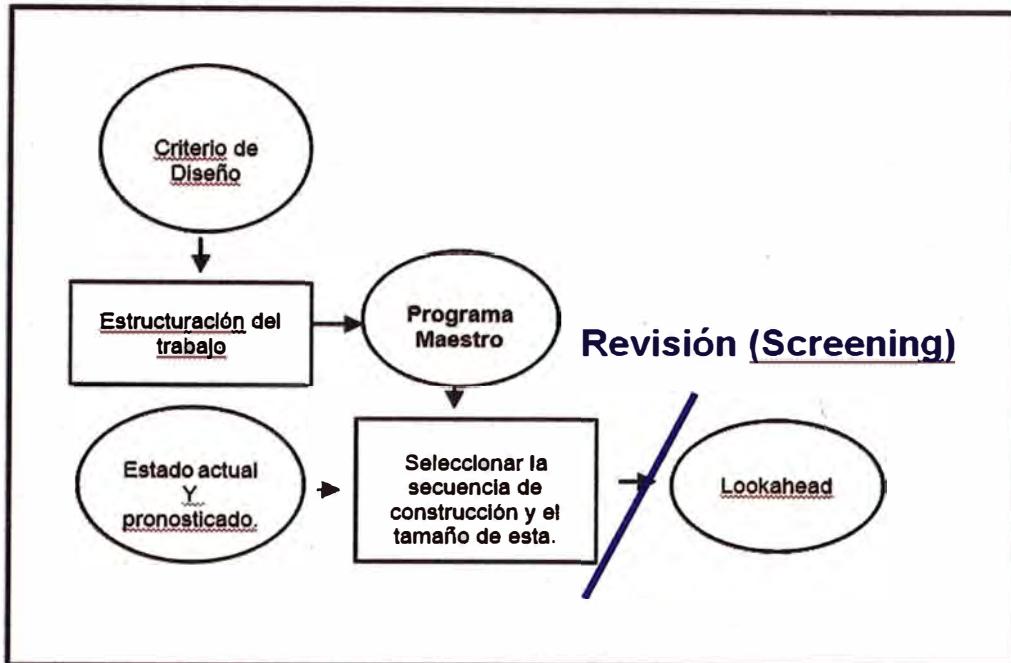 Criterio de
Diseño
Estructuración del
trabajo
Programa
Maestro
Revisión (Screening)
Estado actual
Y
pronosticado.
Seleccionar la
secuencia de
construcción y el
tamaño de esta.
Lookahead